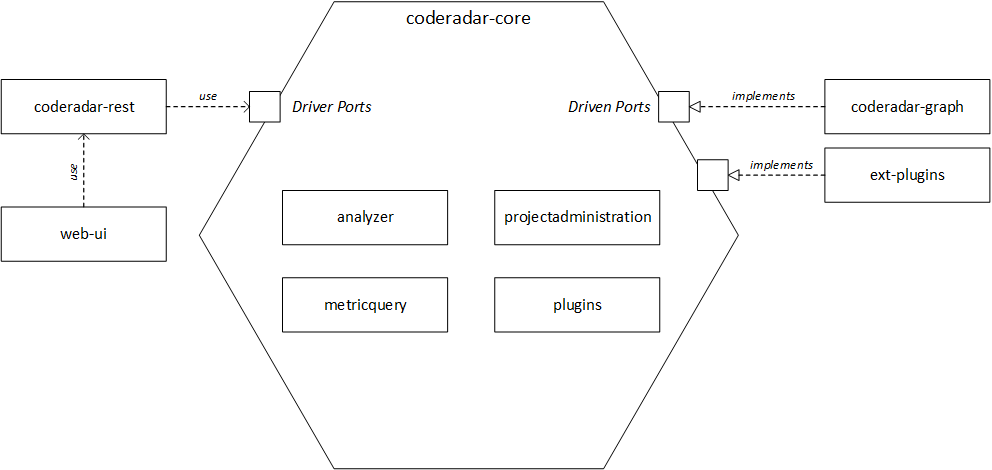 coderadar-core
coderadar-rest
use
Driver Ports
Driven Ports
implements
coderadar-graph
use
implements
ext-plugins
web-ui
analyzer
projectadministration
metricquery
plugins